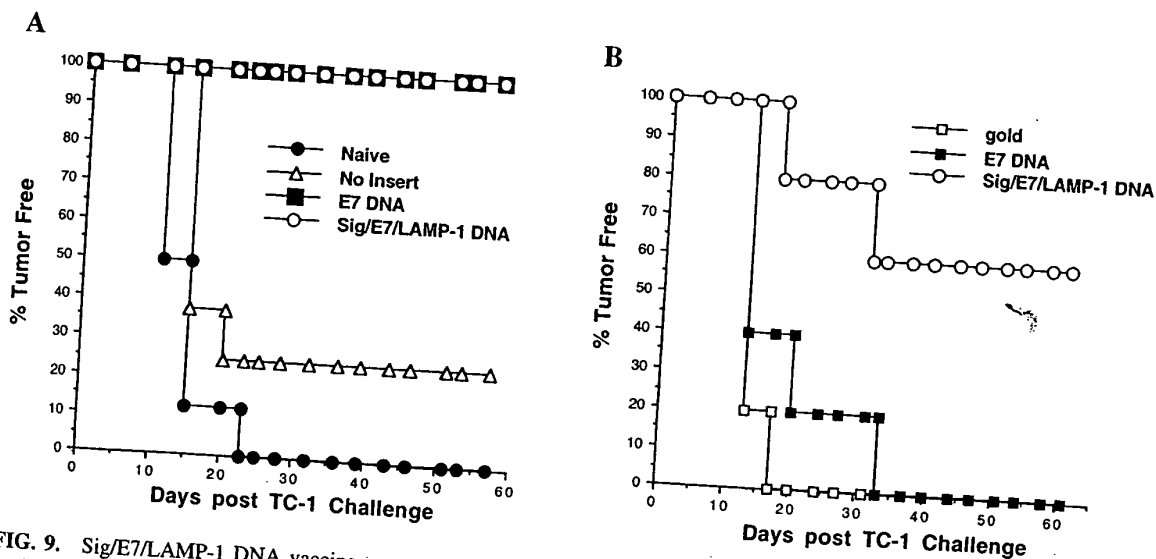 A
100
90
80
70
60
50
40
30
20
10
0
% Tumor Free
Naive
No Insert
E7 DNA
Sig/E7/LAMP-1 DNA
0 10 20 30 40 50 60
Days post TC-1 Challenge
B
100
90
80
70
60
50
40
30
20
10
0
% Tumor Free
gold
E7 DNA
Sig/E7/LAMP-1 DNA
0 10 20 30 40 50 60
Days post TC-1 Challenge
FIG. 9. Sig/E7/LAMP-1 DNA